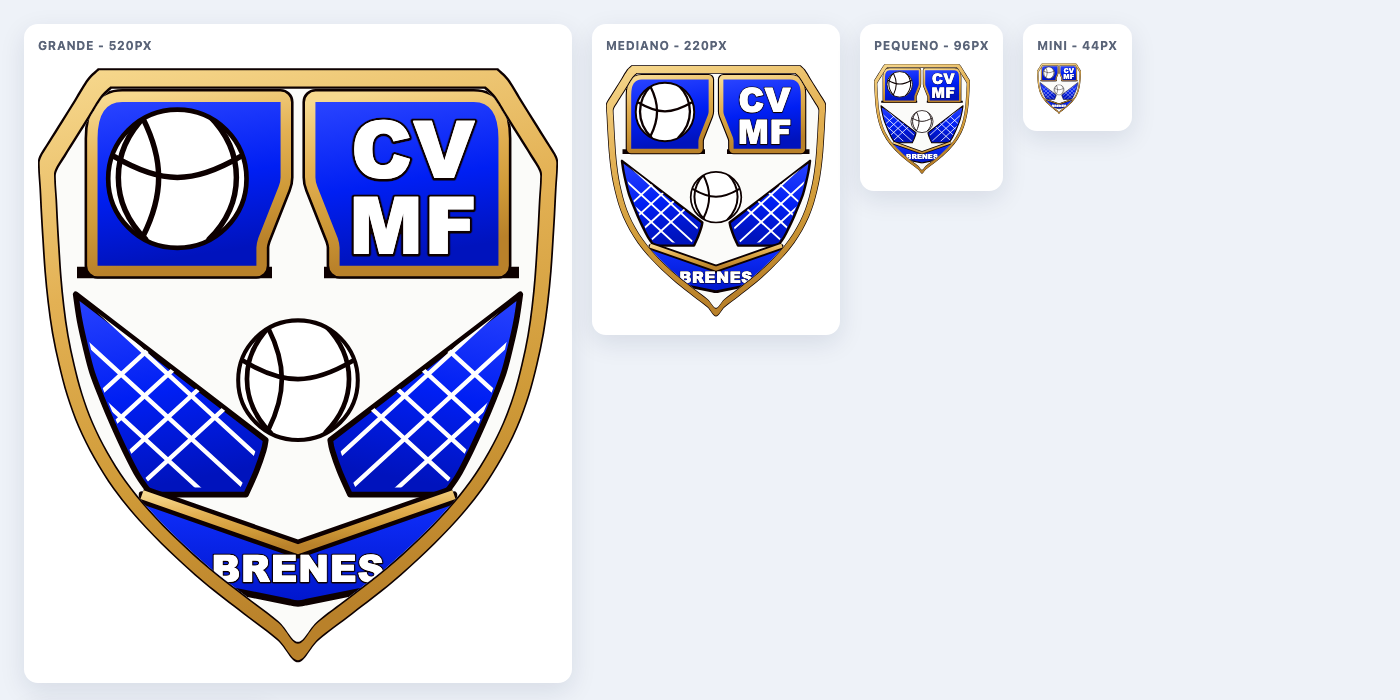 GRANDE - 520PX
CV
MF
BRENES
MEDIANO - 220PX
CV
MF
BRENES
PEQUENO - 96PX
CV
MF
BRENES
MINI - 44PX
CV
MF